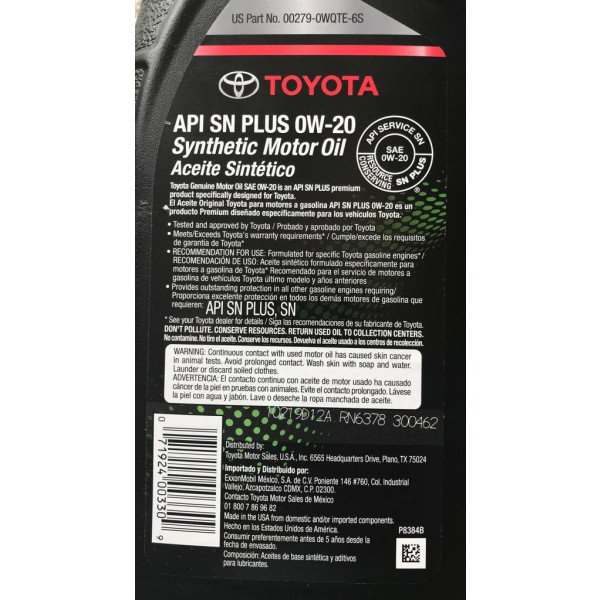 US Part No. 00279-0WQTE-6S
TOYOTA
API SN PLUS 0W-20
Synthetic Motor Oil
Aceite Sintético
API SERVICE SN
SAE
0W-20
RESOURCE CONSERVING
SN PLUS
Toyota Genuine Motor Oil SAE 0W-20 is an API SN PLUS premium
product specifically designed for Toyota.
El Aceite Original Toyota para motores a gasolina API SN PLUS 0W-20 es un
producto Premium diseñado específicamente para los vehículos Toyota.
• Tested and approved by Toyota / Probado y aprobado por Toyota
• Meets/Exceeds Toyota's warranty requirements* / Cumple/excede los requisitos
de garantía de Toyota*
• RECOMMENDATION FOR USE: Formulated for specific Toyota gasoline engines*/
RECOMENDACIÓN DE USO: Aceite sintético formulado específicamente para
motores a gasolina de Toyota* Recomendado para el servicio de motores a
gasolina de vehículos Toyota último modelo y años anteriores
• Provides outstanding protection in all other gasoline engines requiring/
Proporciona excelente protección en todos los demás motores de gasolina que
requieren: API SN PLUS, SN
* See your Toyota dealer for details / Siga las recomendaciones de su fabricante de Toyota.
DON'T POLLUTE. CONSERVE RESOURCES. RETURN USED OIL TO COLLECTION CENTERS.
No contamine. No tire el aceite. Conserve los recursos. Devuelva el aceite usado a los centros de recolección.
WARNING: Continuous contact with used motor oil has caused skin cancer
in animal tests. Avoid prolonged contact. Wash skin with soap and water.
Launder or discard soiled clothes.
ADVERTENCIA: El contacto continuo con aceite de motor usado ha causado
cáncer de la piel en pruebas con animales. Evite el contacto prolongado. Lávese
la piel con agua y jabón. Lave o deseche la ropa manchada de aceite.
10219D12A RN6378 300462
Distributed by:
Toyota Motor Sales, U.S.A., Inc. 6565 Headquarters Drive, Plano, TX 75024
Importado y Distribuido por:
ExxonMobil México, S.A. de C.V. Poniente 146 #760, Col. Industrial
Vallejo, Azcapotzalco CDMX, C.P. 02300.
Contacto Toyota Motor Sales de México
01 800 7 86 96 82
Made in the USA from domestic and/or imported components.
Hecho en los Estados Unidos de América.
Consumir preferentemente antes de 5 años desde la
fecha de envasado.
Composición: Aceites de base sintética y aditivos
para lubricantes.
P8384B
0 71924 00330 9